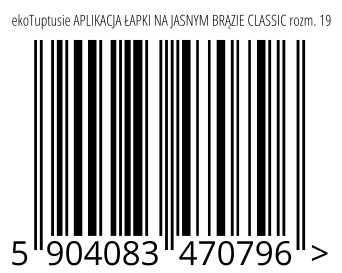 ekoTuptusie APLIKACJA ŁAPKI NA JASNYM BRĄZIE CLASSIC rozm. 19
5 904083 470796 >